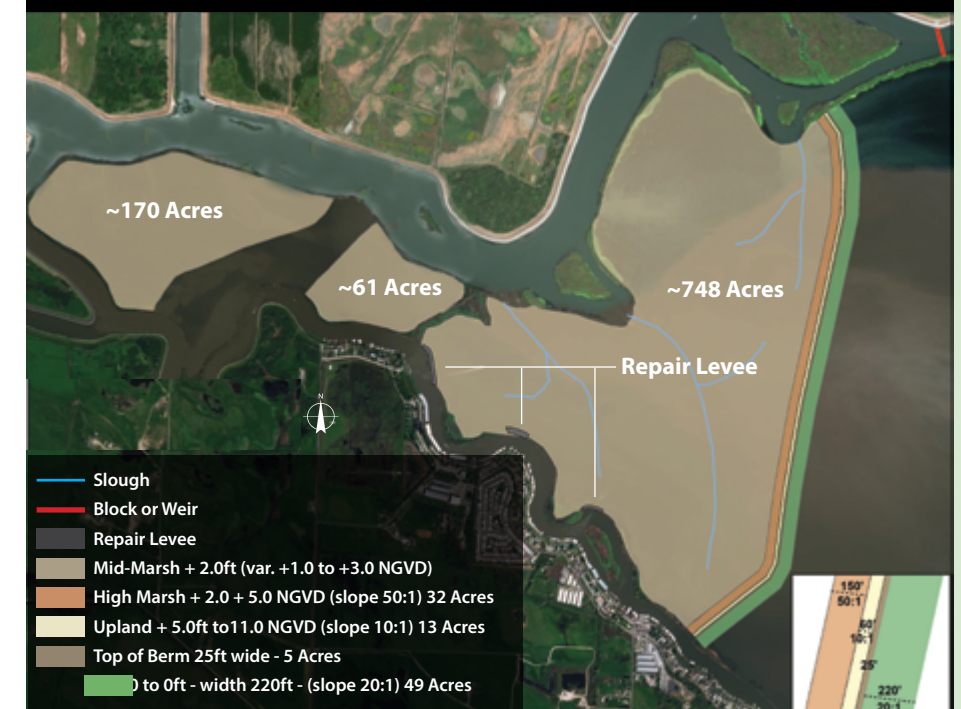 ~170 Acres
~61 Acres
~748 Acres
Repair Levee
N
Slough
Block or Weir
Repair Levee
Mid-Marsh + 2.0ft (var. +1.0 to +3.0 NGVD)
High Marsh + 2.0 + 5.0 NGVD (slope 50:1) 32 Acres
Upland + 5.0ft to11.0 NGVD (slope 10:1) 13 Acres
Top of Berm 25ft wide - 5 Acres
0 to 0ft - width 220ft - (slope 20:1) 49 Acres
150'
50:1
60'
10:1
25'
220'
20:1